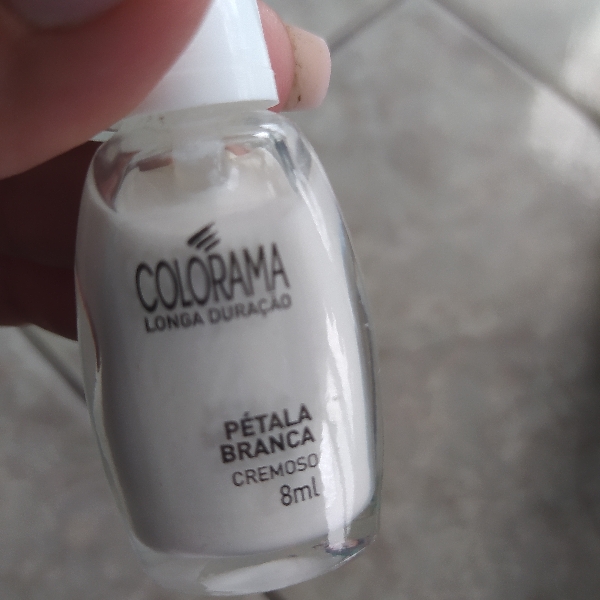 COLORAMA
LONGA DURAÇÃO
PÉTALA
BRANCA
CREMOSO
8ml